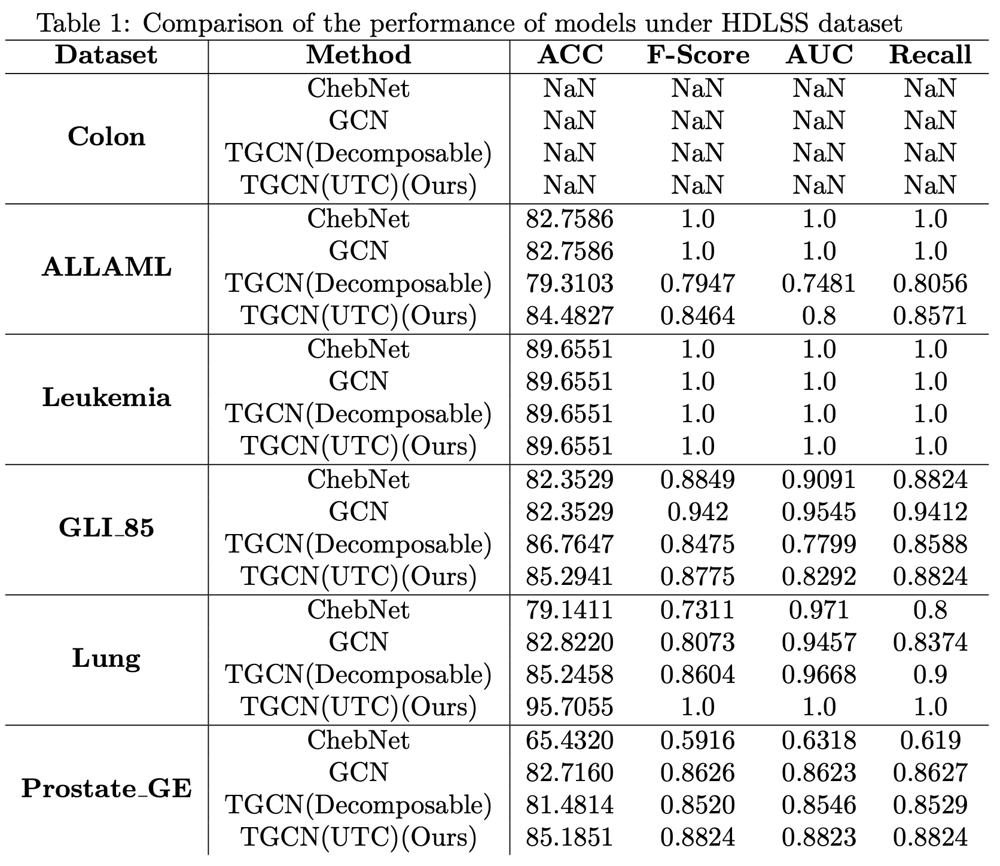 Table 1: Comparison of the performance of models under HDLSS dataset
Dataset Method ACC F-Score AUC Recall
Colon
ChebNet NaN NaN NaN NaN
GCN NaN NaN NaN NaN
TGCN(Decomposable) NaN NaN NaN NaN
TGCN(UTC)(Ours) NaN NaN NaN NaN
ALLAML
ChebNet 82.7586 1.0 1.0 1.0
GCN 82.7586 1.0 1.0 1.0
TGCN(Decomposable) 79.3103 0.7947 0.7481 0.8056
TGCN(UTC)(Ours) 84.4827 0.8464 0.8 0.8571
Leukemia
ChebNet 89.6551 1.0 1.0 1.0
GCN 89.6551 1.0 1.0 1.0
TGCN(Decomposable) 89.6551 1.0 1.0 1.0
TGCN(UTC)(Ours) 89.6551 1.0 1.0 1.0
GLI_85
ChebNet 82.3529 0.8849 0.9091 0.8824
GCN 82.3529 0.942 0.9545 0.9412
TGCN(Decomposable) 86.7647 0.8475 0.7799 0.8588
TGCN(UTC)(Ours) 85.2941 0.8775 0.8292 0.8824
Lung
ChebNet 79.1411 0.7311 0.971 0.8
GCN 82.8220 0.8073 0.9457 0.8374
TGCN(Decomposable) 85.2458 0.8604 0.9668 0.9
TGCN(UTC)(Ours) 95.7055 1.0 1.0 1.0
Prostate_GE
ChebNet 65.4320 0.5916 0.6318 0.619
GCN 82.7160 0.8626 0.8623 0.8627
TGCN(Decomposable) 81.4814 0.8520 0.8546 0.8529
TGCN(UTC)(Ours) 85.1851 0.8824 0.8823 0.8824